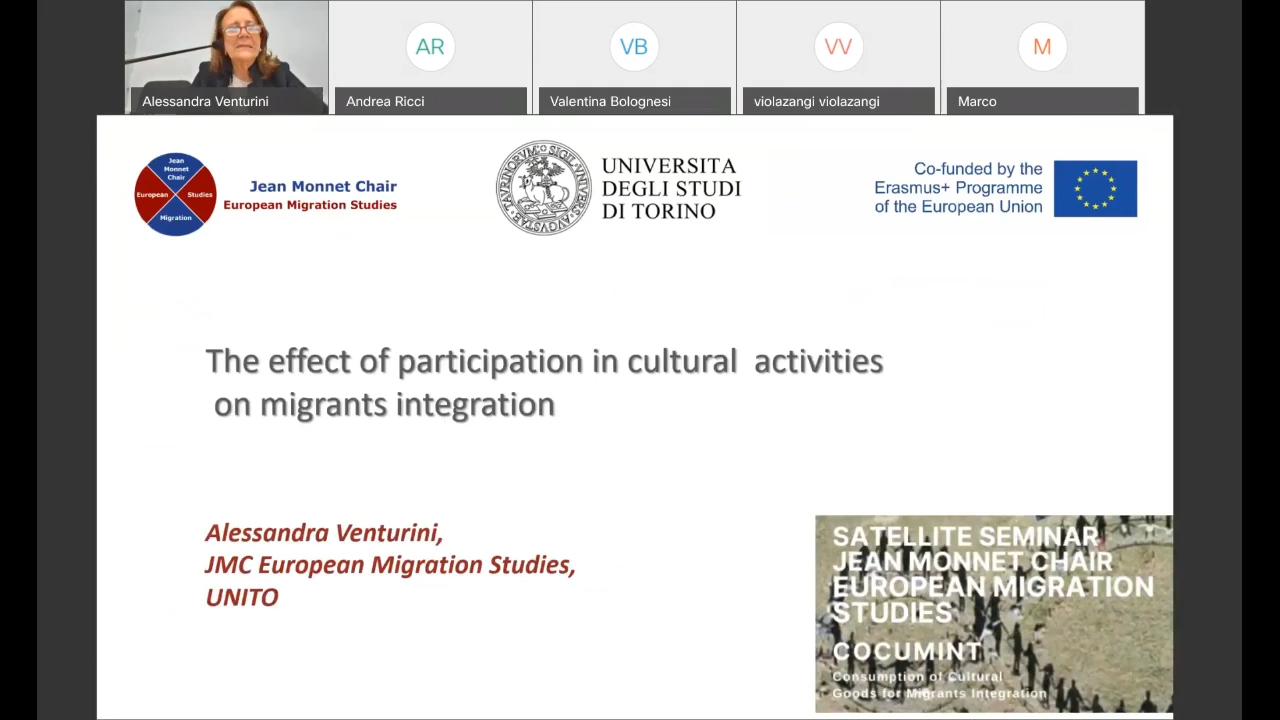 AR
VB
VV
M
Alessandra Venturini
Andrea Ricci
Valentina Bolognesi
violazangi violazangi
Marco
Jean
Monnet
Chair
European
Studies
Migration
Jean Monnet Chair
European Migration Studies
UNIVERSITA
DEGLI STUDI
DI TORINO
Co-funded by the
Erasmus+ Programme
of the European Union
The effect of participation in cultural activities
on migrants integration
Alessandra Venturini,
JMC European Migration Studies,
UNITO
SATELLITE SEMINAR
JEAN MONNET CHAIR
EUROPEAN MIGRATION
STUDIES
COCUMINT
Consumption of Cultural
Goods for Migrants Integration